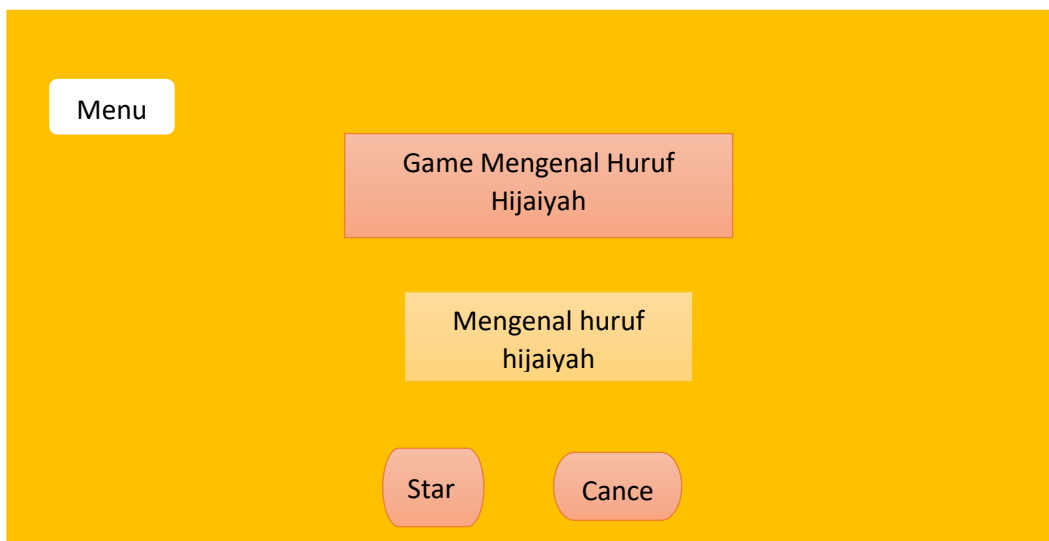 Menu
Game Mengenal Huruf
Hijaiyah
Mengenal huruf
hijaiyah
Star
Cance